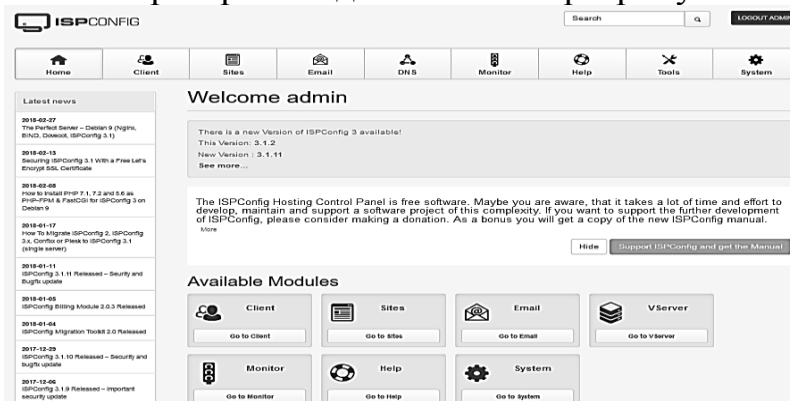 ISPCONFIG
Search
LOGOUT ADMIN
Home
Client
Sites
Email
DNS
Monitor
Help
Tools
System
Latest news
2018-02-27
The Perfect Server – Debian 9 (Nginx,
BIND, Dovecot, ISPConfig 3.1)
2018-02-13
Securing ISPConfig 3.1 With a Free Let's
Encrypt SSL Certificate
2018-02-08
How to Install PHP 7.1, 7.2 and 5.6 as
PHP-FPM & FastCGI for ISPConfig 3 on
Debian 9
2018-01-17
How To Migrate ISPConfig 2, ISPConfig
3.x, Confixx or Plesk to ISPConfig 3.1
(single server)
2018-01-11
ISPConfig 3.1.11 Released – Seurity and
Bugfix update
2018-01-05
ISPConfig Billing Module 2.0.3 Released
2018-01-04
ISPConfig Migration Toolkit 2.0 Released
2017-12-29
ISPConfig 3.1.10 Released – Security and
bugfix update
2017-12-06
ISPConfig 3.1.9 Released – Important
security update
Welcome admin
There is a new Version of ISPConfig 3 available!
This Version: 3.1.2
New Version : 3.1.11
See more...
The ISPConfig Hosting Control Panel is free software. Maybe you are aware, that it takes a lot of time and effort to
develop, maintain and support a software project of this complexity. If you want to support the further development
of ISPConfig, please consider making a donation. As a bonus you will get a copy of the new ISPConfig manual.
More
Hide
Support ISPConfig and get the Manual
Available Modules
Client
Go to Client
Sites
Go to Sites
Email
Go to Email
VServer
Go to VServer
Monitor
Go to Monitor
Help
Go to Help
System
Go to System